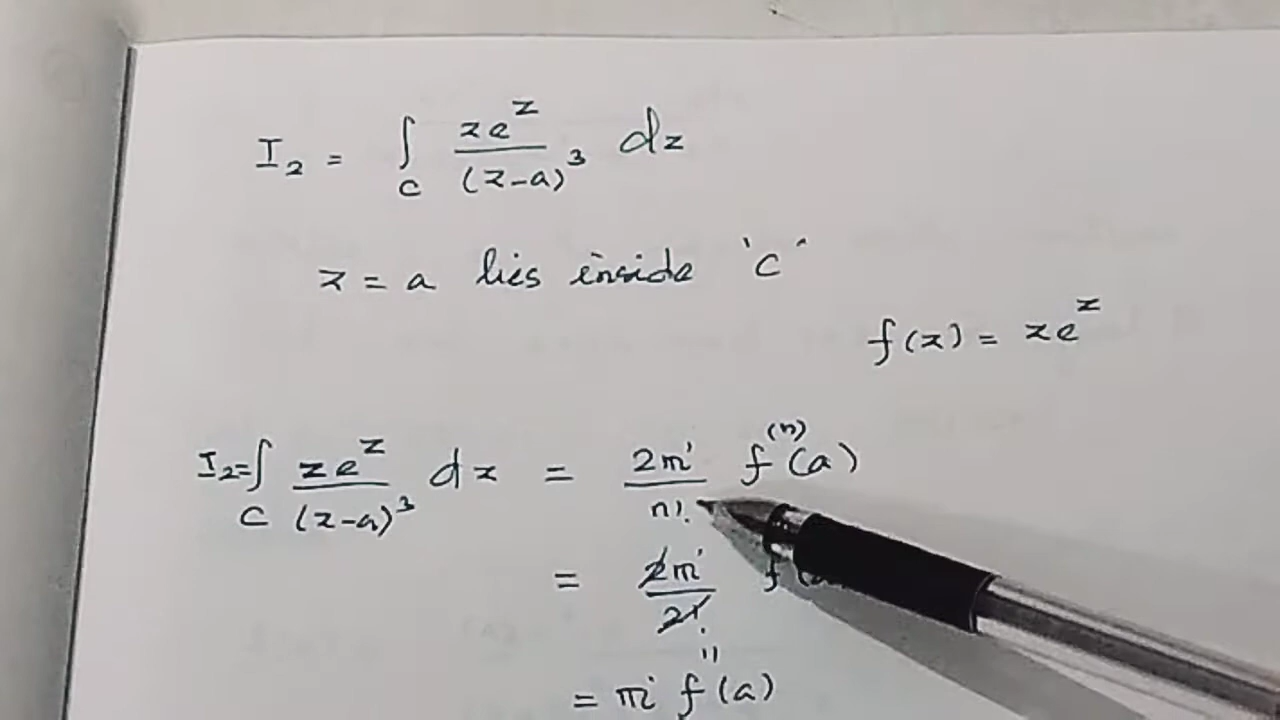 I₂ = ∫_C ze^z / (z-a)³ dz
z = a lies inside 'c'
f(z) = ze^z
I₂ = ∫_C ze^z / (z-a)³ dz = 2πi / n! f^(n)(a)
= 2πi / 2!
= πi f''(a)